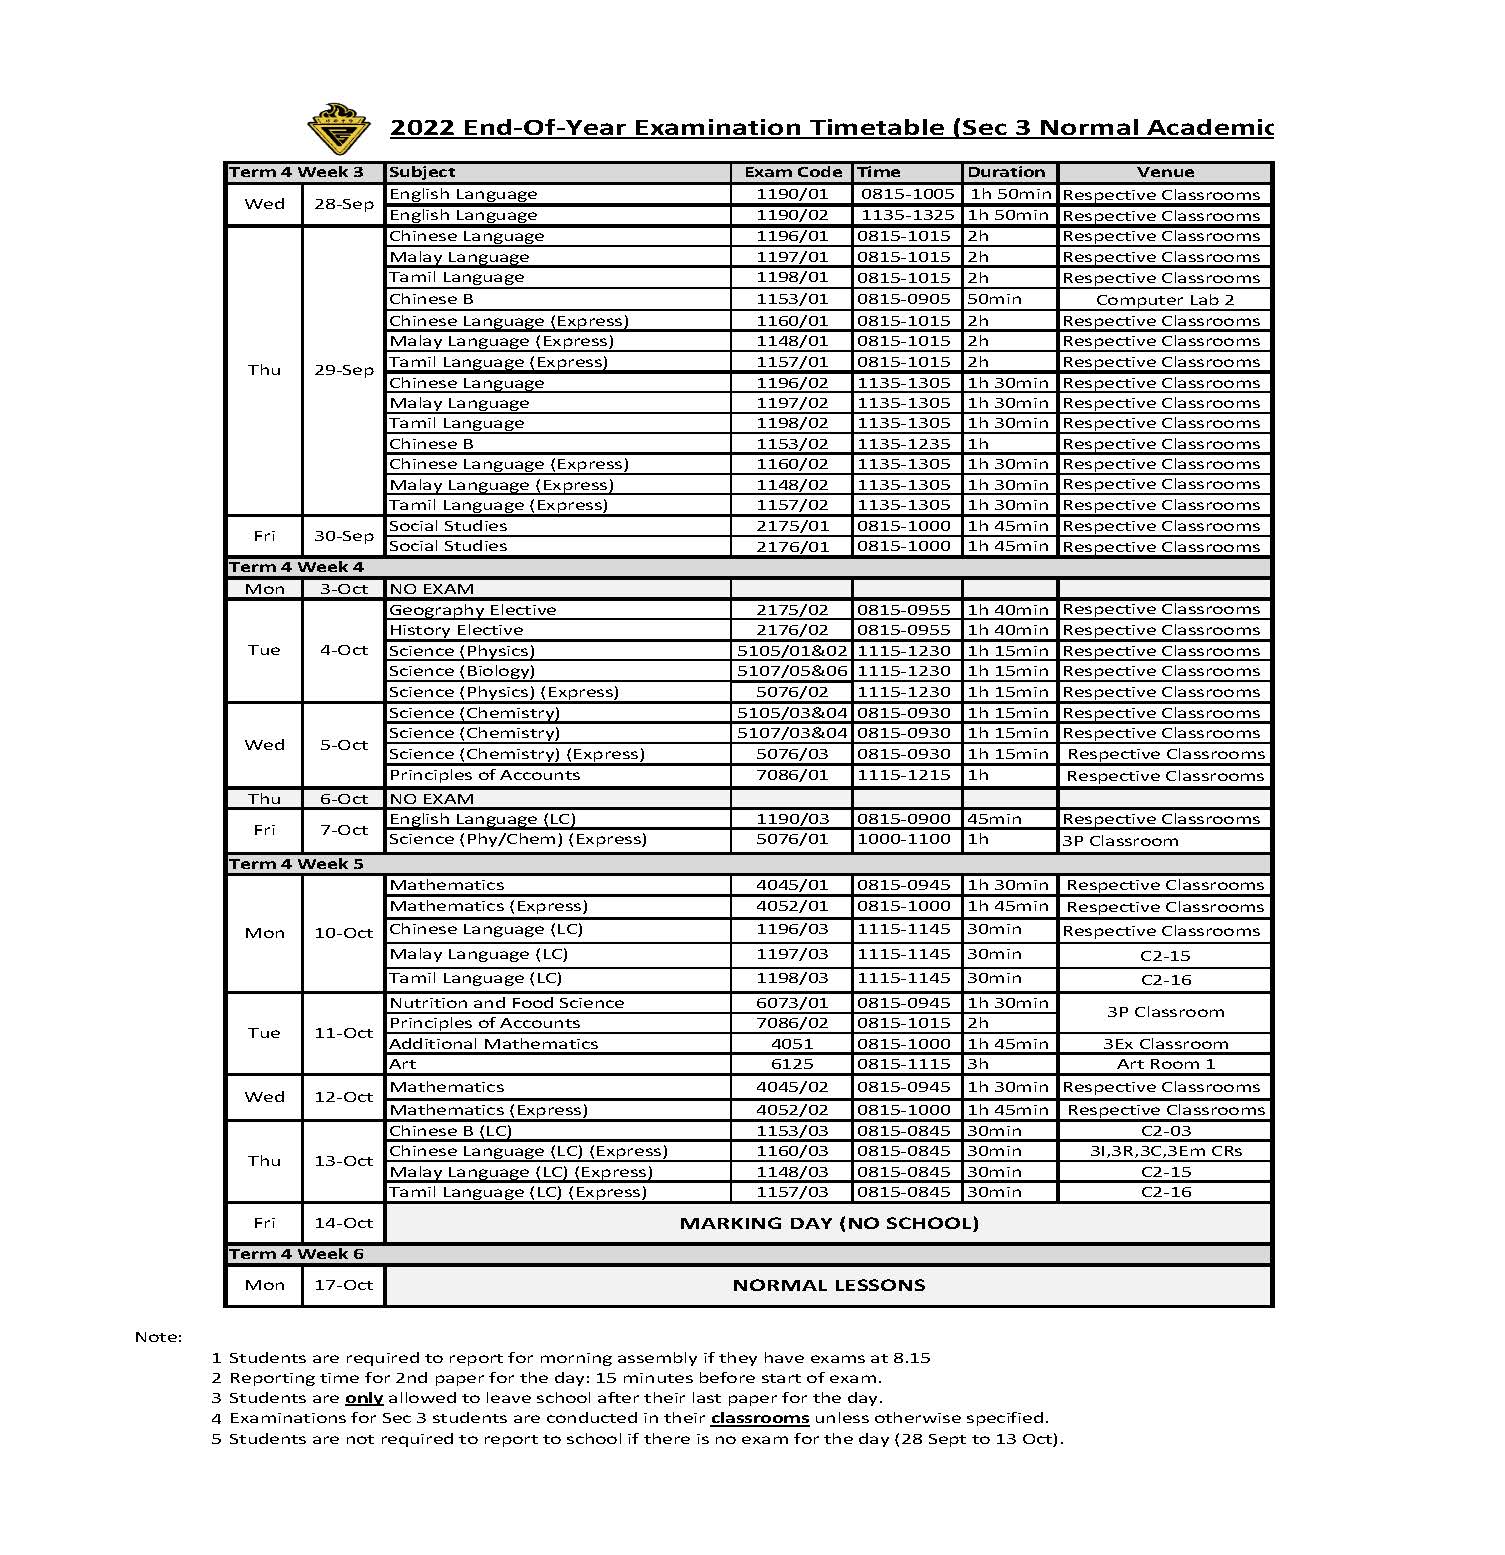 2022 End-Of-Year Examination Timetable (Sec 3 Normal Academic
Term 4 Week 3 Subject Exam Code Time Duration Venue
Wed 28-Sep English Language 1190/01 0815-1005 1h 50min Respective Classrooms
English Language 1190/02 1135-1325 1h 50min Respective Classrooms
Thu 29-Sep Chinese Language 1196/01 0815-1015 2h Respective Classrooms
Malay Language 1197/01 0815-1015 2h Respective Classrooms
Tamil Language 1198/01 0815-1015 2h Respective Classrooms
Chinese B 1153/01 0815-0905 50min Computer Lab 2
Chinese Language (Express) 1160/01 0815-1015 2h Respective Classrooms
Malay Language (Express) 1148/01 0815-1015 2h Respective Classrooms
Tamil Language (Express) 1157/01 0815-1015 2h Respective Classrooms
Chinese Language 1196/02 1135-1305 1h 30min Respective Classrooms
Malay Language 1197/02 1135-1305 1h 30min Respective Classrooms
Tamil Language 1198/02 1135-1305 1h 30min Respective Classrooms
Chinese B 1153/02 1135-1235 1h Respective Classrooms
Chinese Language (Express) 1160/02 1135-1305 1h 30min Respective Classrooms
Malay Language (Express) 1148/02 1135-1305 1h 30min Respective Classrooms
Tamil Language (Express) 1157/02 1135-1305 1h 30min Respective Classrooms
Fri 30-Sep Social Studies 2175/01 0815-1000 1h 45min Respective Classrooms
Social Studies 2176/01 0815-1000 1h 45min Respective Classrooms
Term 4 Week 4
Mon 3-Oct NO EXAM
Tue 4-Oct Geography Elective 2175/02 0815-0955 1h 40min Respective Classrooms
History Elective 2176/02 0815-0955 1h 40min Respective Classrooms
Science (Physics) 5105/01&02 1115-1230 1h 15min Respective Classrooms
Science (Biology) 5107/05&06 1115-1230 1h 15min Respective Classrooms
Science (Physics) (Express) 5076/02 1115-1230 1h 15min Respective Classrooms
Wed 5-Oct Science (Chemistry) 5105/03&04 0815-0930 1h 15min Respective Classrooms
Science (Chemistry) 5107/03&04 0815-0930 1h 15min Respective Classrooms
Science (Chemistry) (Express) 5076/03 0815-0930 1h 15min Respective Classrooms
Principles of Accounts 7086/01 1115-1215 1h Respective Classrooms
Thu 6-Oct NO EXAM
Fri 7-Oct English Language (LC) 1190/03 0815-0900 45min Respective Classrooms
Science (Phy/Chem) (Express) 5076/01 1000-1100 1h 3P Classroom
Term 4 Week 5
Mon 10-Oct Mathematics 4045/01 0815-0945 1h 30min Respective Classrooms
Mathematics (Express) 4052/01 0815-1000 1h 45min Respective Classrooms
Chinese Language (LC) 1196/03 1115-1145 30min Respective Classrooms
Malay Language (LC) 1197/03 1115-1145 30min C2-15
Tamil Language (LC) 1198/03 1115-1145 30min C2-16
Tue 11-Oct Nutrition and Food Science 6073/01 0815-0945 1h 30min 3P Classroom
Principles of Accounts 7086/02 0815-1015 2h
Additional Mathematics 4051 0815-1000 1h 45min 3Ex Classroom
Art 6125 0815-1115 3h Art Room 1
Wed 12-Oct Mathematics 4045/02 0815-0945 1h 30min Respective Classrooms
Mathematics (Express) 4052/02 0815-1000 1h 45min Respective Classrooms
Thu 13-Oct Chinese B (LC) 1153/03 0815-0845 30min C2-03
Chinese Language (LC) (Express) 1160/03 0815-0845 30min 3I,3R,3C,3Em CRs
Malay Language (LC) (Express) 1148/03 0815-0845 30min C2-15
Tamil Language (LC) (Express) 1157/03 0815-0845 30min C2-16
Fri 14-Oct MARKING DAY (NO SCHOOL)
Term 4 Week 6
Mon 17-Oct NORMAL LESSONS
Note:
1 Students are required to report for morning assembly if they have exams at 8.15
2 Reporting time for 2nd paper for the day: 15 minutes before start of exam.
3 Students are only allowed to leave school after their last paper for the day.
4 Examinations for Sec 3 students are conducted in their classrooms unless otherwise specified.
5 Students are not required to report to school if there is no exam for the day (28 Sept to 13 Oct).